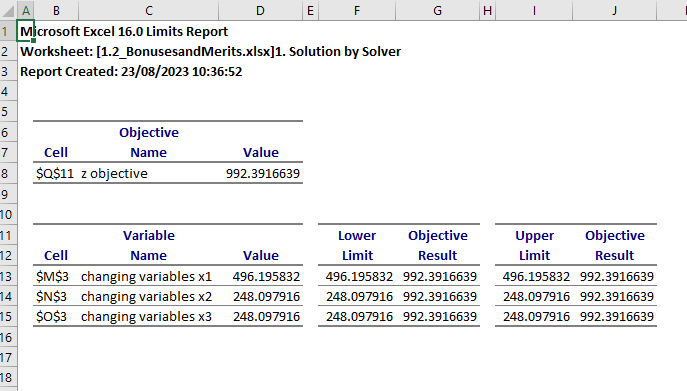 A B C D E F G H I J
1 Microsoft Excel 16.0 Limits Report
2 Worksheet: [1.2_BonusesandMerits.xlsx]1. Solution by Solver
3 Report Created: 23/08/2023 10:36:52
4
5
6 Objective
7 Cell Name Value
8 $Q$11 z objective 992.3916639
9
10
11 Variable Lower Objective Upper Objective
12 Cell Name Value Limit Result Limit Result
13 $M$3 changing variables x1 496.195832 496.195832 992.3916639 496.195832 992.3916639
14 $N$3 changing variables x2 248.097916 248.097916 992.3916639 248.097916 992.3916639
15 $O$3 changing variables x3 248.097916 248.097916 992.3916639 248.097916 992.3916639
16
17
18